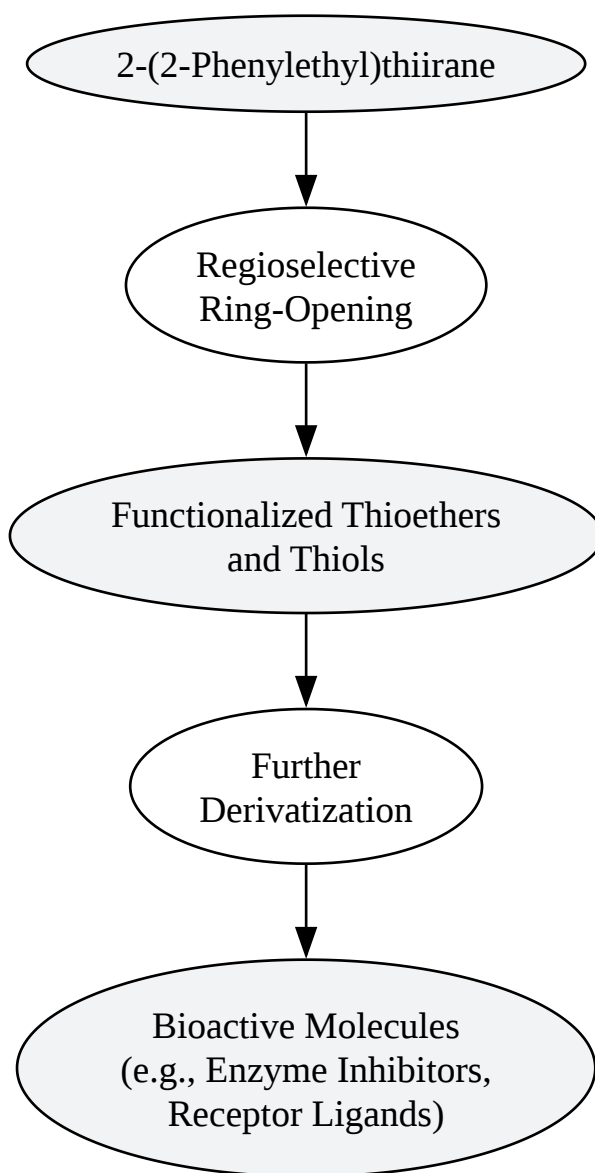 2-(2-Phenylethyl)thiirane
Regioselective
Ring-Opening
Functionalized Thioethers
and Thiols
Further
Derivatization
Bioactive Molecules
(e.g., Enzyme Inhibitors,
Receptor Ligands)